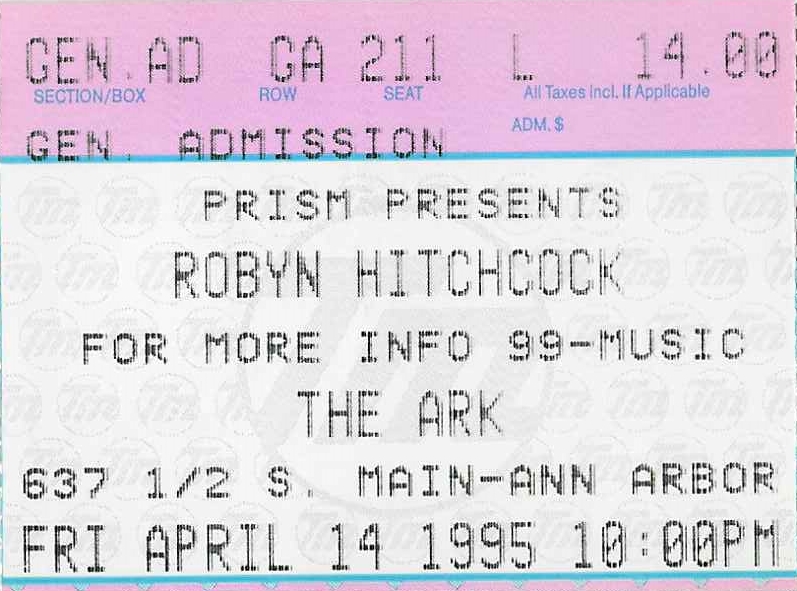 GEN.AD GA 211 L 14.00
SECTION/BOX ROW SEAT All Taxes Incl. If Applicable
ADM. $
GEN. ADMISSION
PRISM PRESENTS
ROBYN HITCHCOCK
FOR MORE INFO 99-MUSIC
THE ARK
637 1/2 S. MAIN-ANN ARBOR
FRI APRIL 14 1995 10:00PM